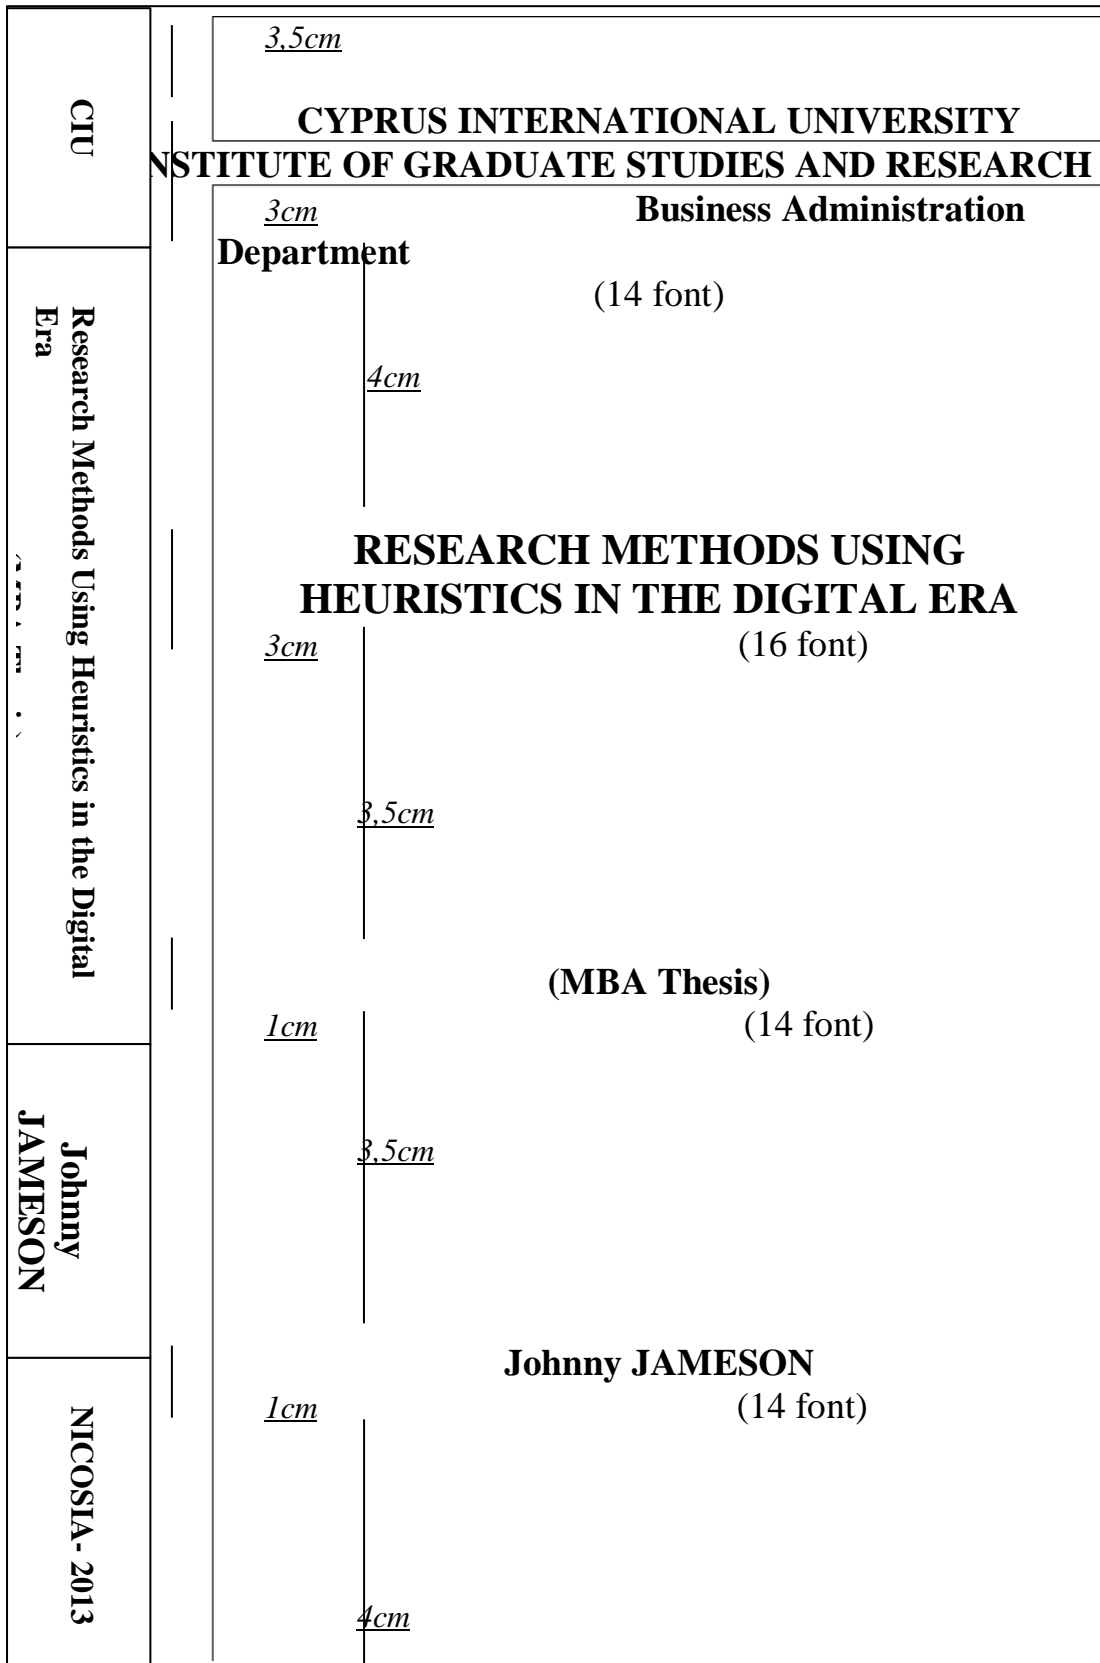 CIU
Research Methods Using Heuristics in the Digital
Era
Johnny
JAMESON
NICOSIA- 2013
3,5cm
CYPRUS INTERNATIONAL UNIVERSITY
NSTITUTE OF GRADUATE STUDIES AND RESEARCH
3cm Business Administration
Department
(14 font)
4cm
RESEARCH METHODS USING
HEURISTICS IN THE DIGITAL ERA
3cm (16 font)
3,5cm
(MBA Thesis)
1cm (14 font)
3,5cm
Johnny JAMESON
1cm (14 font)
4cm